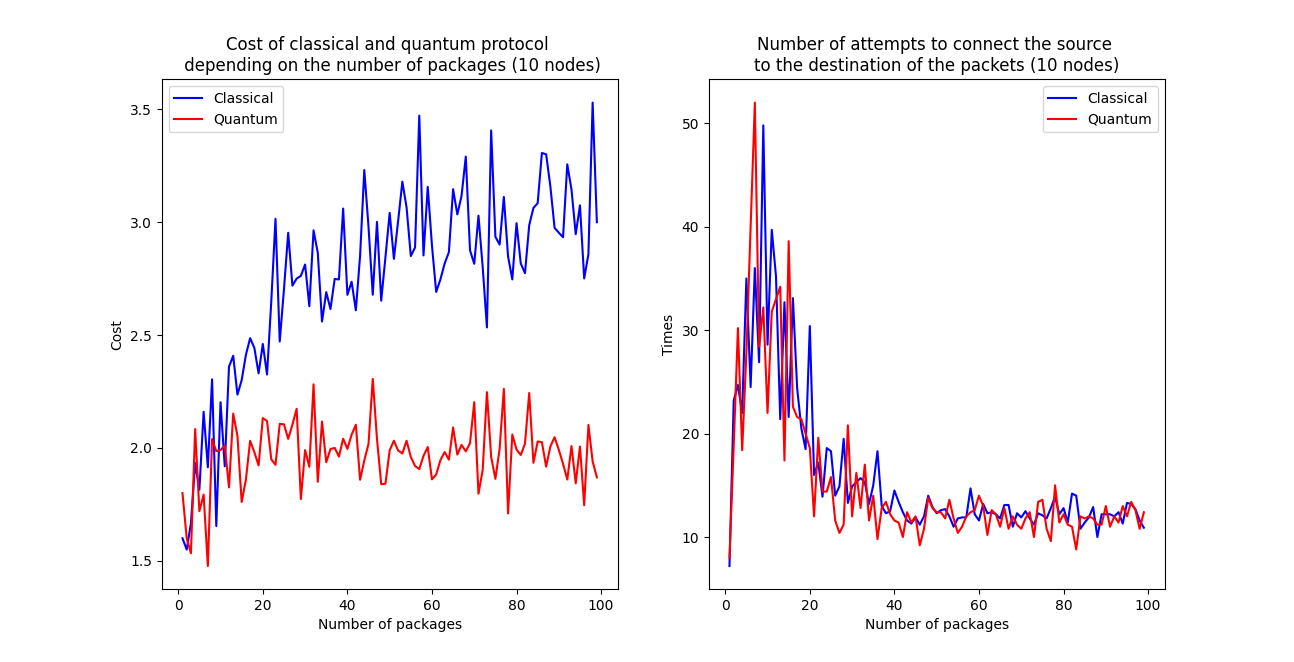 Cost of classical and quantum protocol
depending on the number of packages (10 nodes)
Classical
Quantum
3.5
3.0
2.5
2.0
1.5
Cost
0 20 40 60 80 100
Number of packages
Number of attempts to connect the source
to the destination of the packets (10 nodes)
Classical
Quantum
50
40
30
20
10
Times
0 20 40 60 80 100
Number of packages